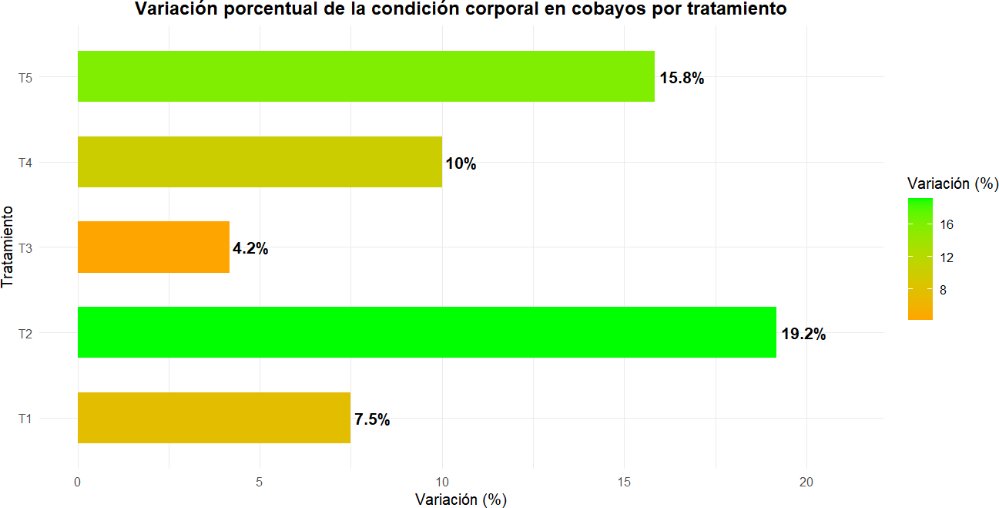 Variación porcentual de la condición corporal en cobayos por tratamiento
T5
15.8%
T4
10%
T3
4.2%
T2
19.2%
T1
7.5%
Tratamiento
0 5 10 15 20
Variación (%)
Variación (%)
16
12
8